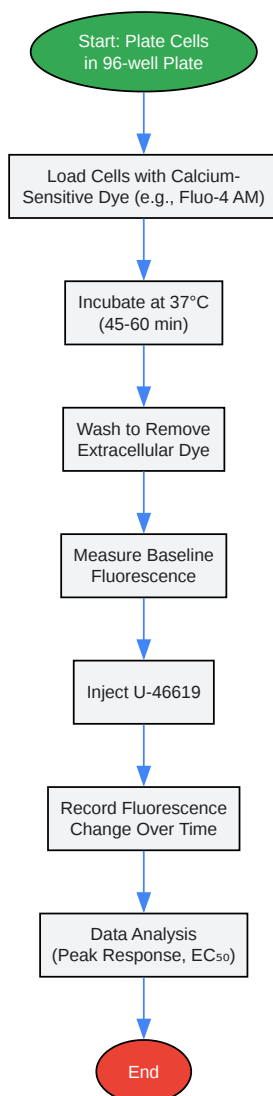 Start: Plate Cells
in 96-well Plate
Load Cells with Calcium-
Sensitive Dye (e.g., Fluo-4 AM)
Incubate at 37°C
(45-60 min)
Wash to Remove
Extracellular Dye
Measure Baseline
Fluorescence
Inject U-46619
Record Fluorescence
Change Over Time
Data Analysis
(Peak Response, EC₅₀)
End